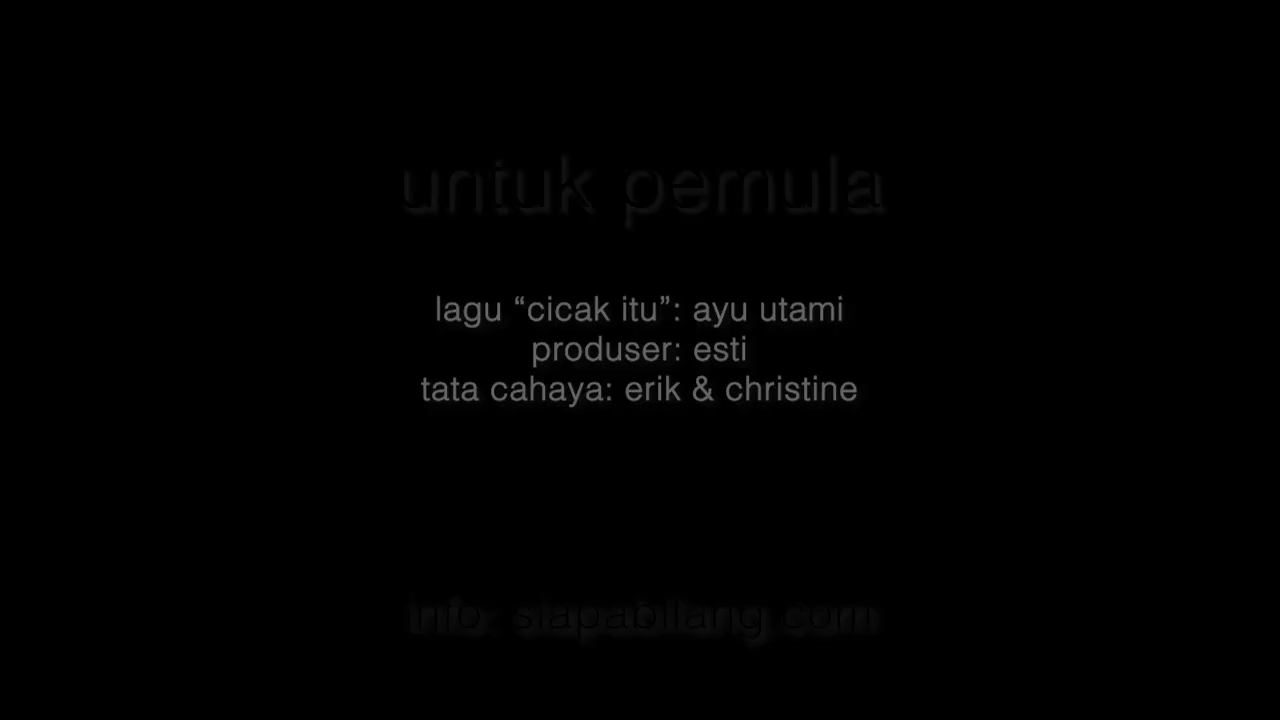 untuk pemula
lagu “cicak itu”: ayu utami
produser: esti
tata cahaya: erik & christine
info: siapabilang.com